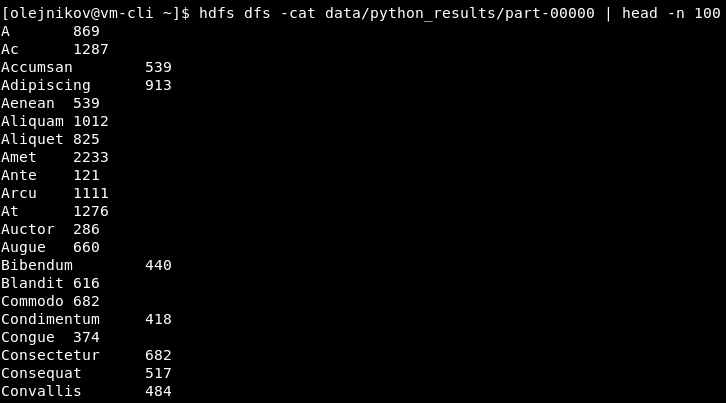 [olejnikov@vm-cli ~]$ hdfs dfs -cat data/python_results/part-00000 | head -n 100
A       869
Ac      1287
Accumsan        539
Adipiscing      913
Aenean  539
Aliquam 1012
Aliquet 825
Amet    2233
Ante    121
Arcu    1111
At      1276
Auctor  286
Augue   660
Bibendum        440
Blandit 616
Commodo 682
Condimentum     418
Congue  374
Consectetur     682
Consequat       517
Convallis       484